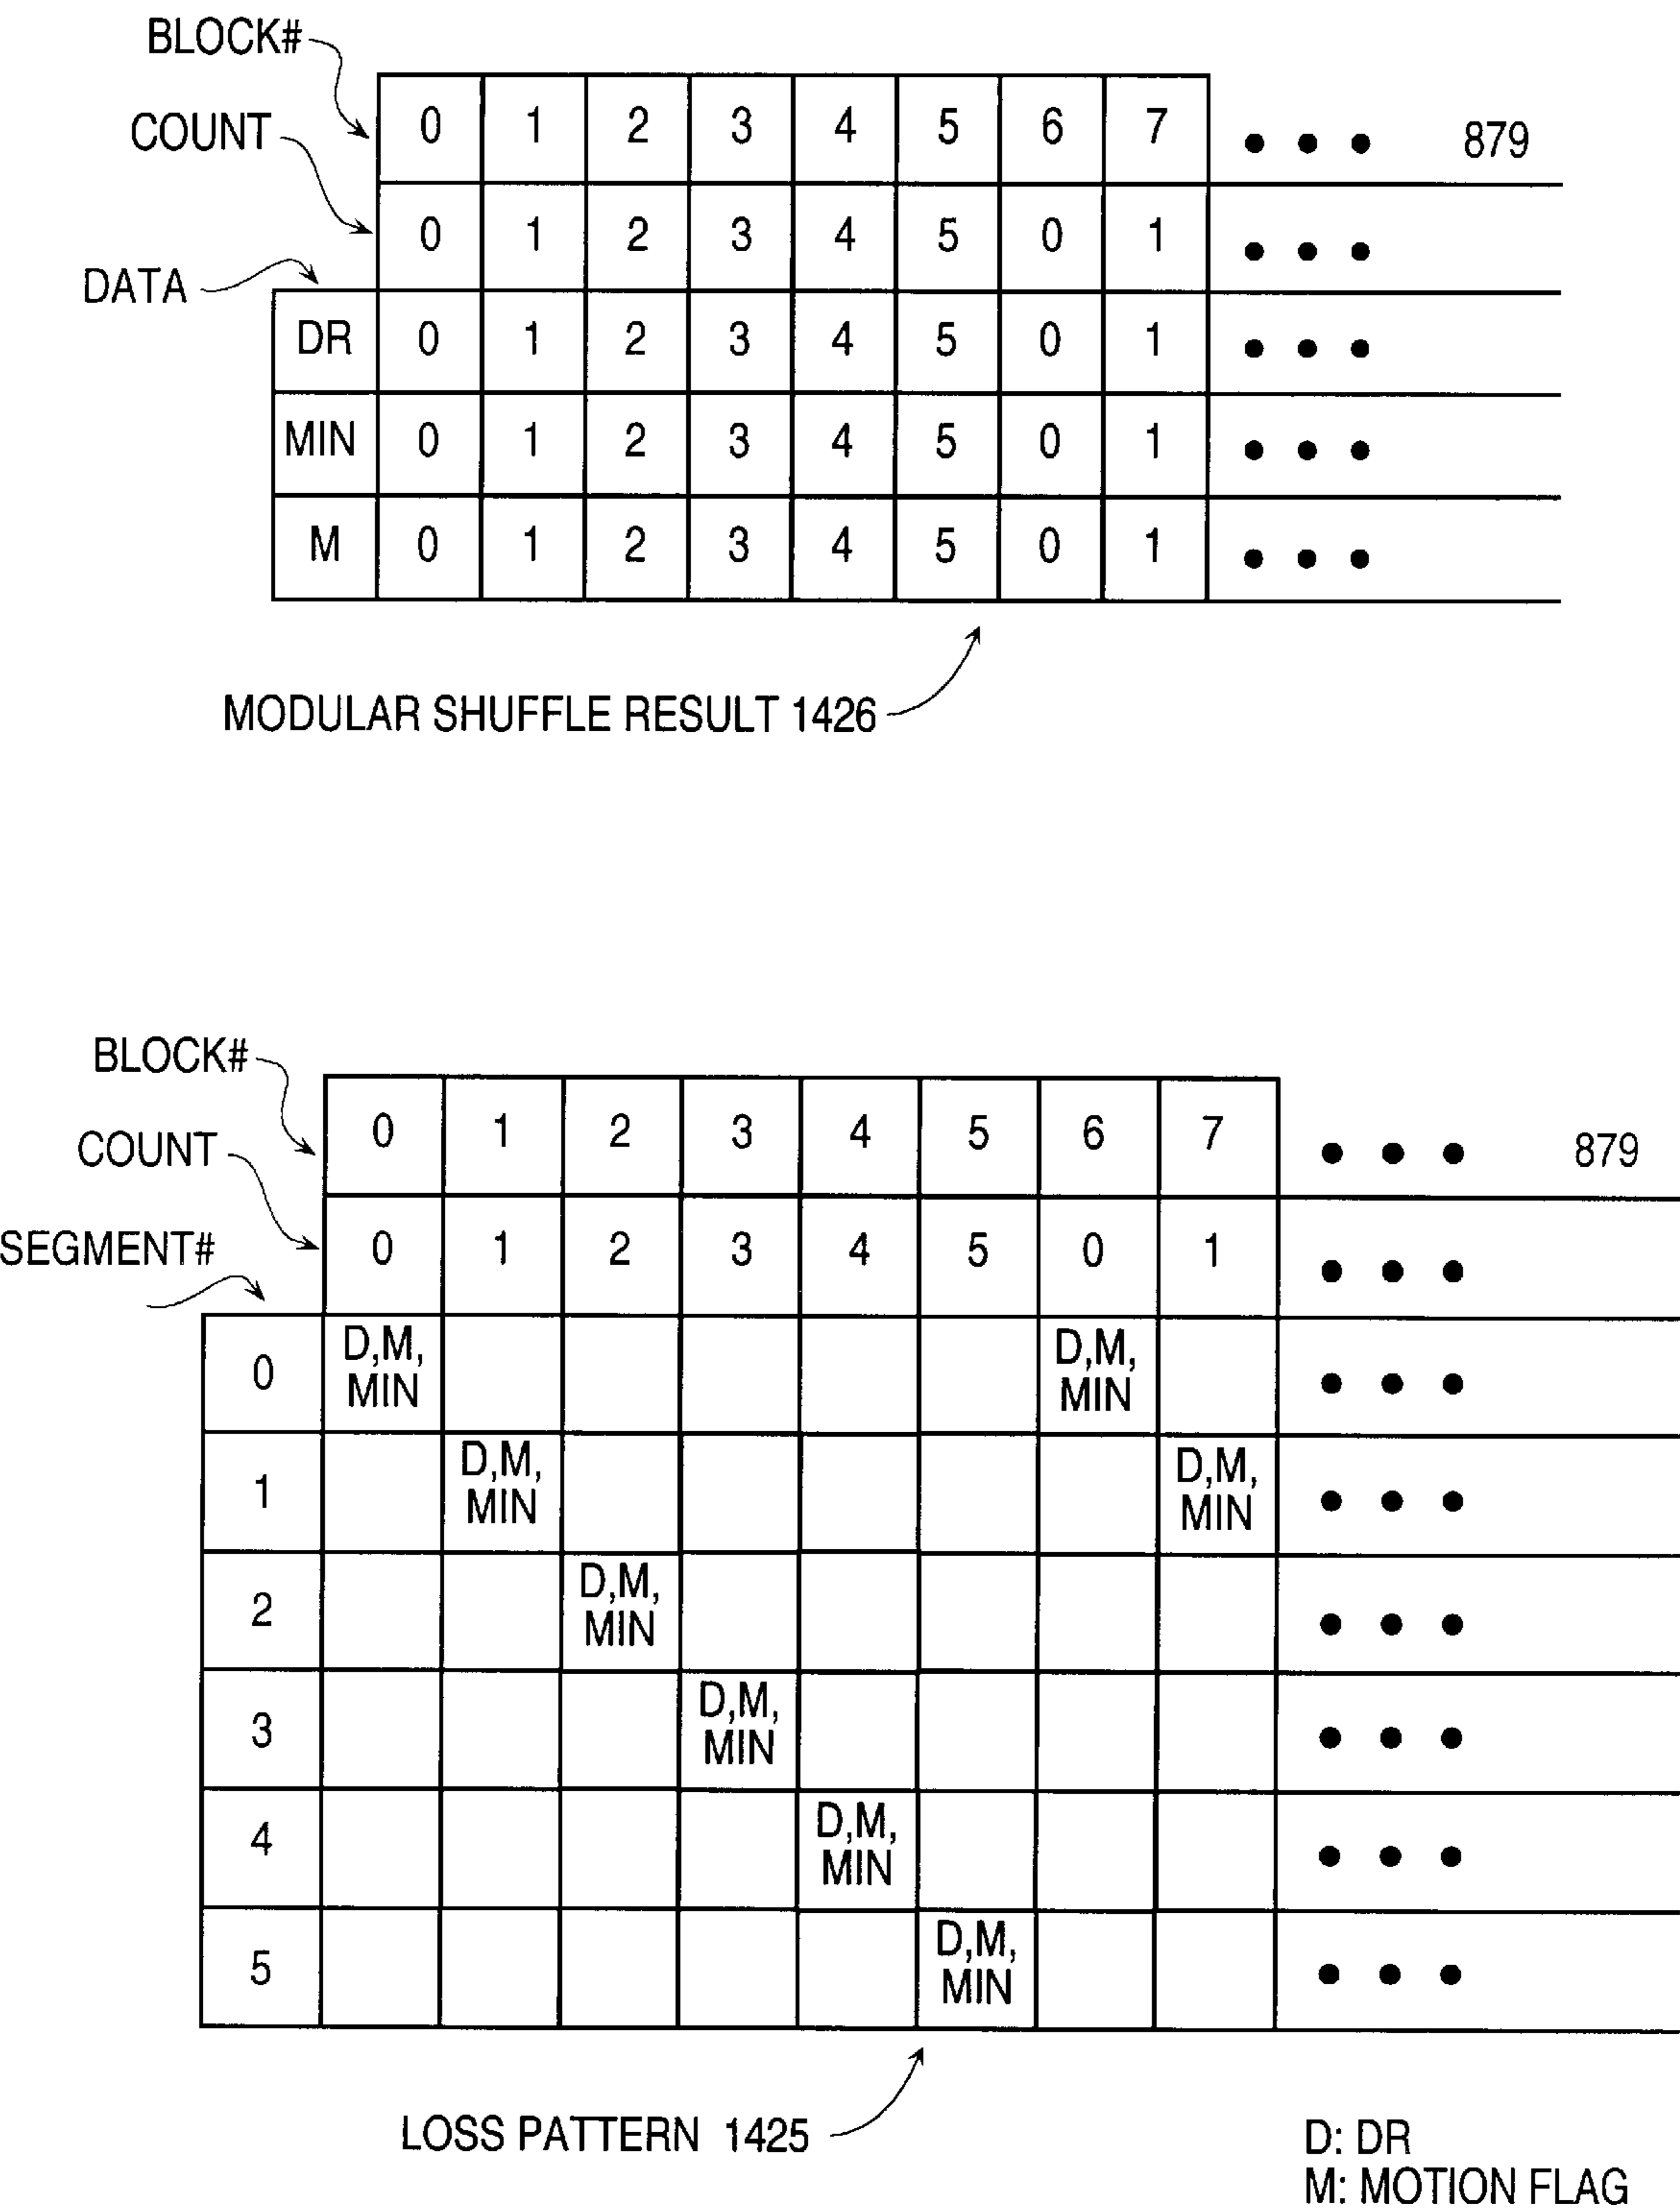 BLOCK#
0 1 2 3 4 5 6 7 • • • 879
COUNT
0 1 2 3 4 5 0 1 • • •
DATA
DR 0 1 2 3 4 5 0 1 • • •
MIN 0 1 2 3 4 5 0 1 • • •
M 0 1 2 3 4 5 0 1 • • •
MODULAR SHUFFLE RESULT 1426
BLOCK#
0 1 2 3 4 5 6 7 • • • 879
COUNT
0 1 2 3 4 5 0 1 • • •
SEGMENT#
D,M, D,M,
0 MIN MIN • • •
D,M, D,M,
1 MIN MIN • • •
D,M,
2 MIN • • •
D,M,
3 MIN • • •
D,M,
4 MIN • • •
D,M,
5 MIN • • •
LOSS PATTERN 1425
D: DR
M: MOTION FLAG